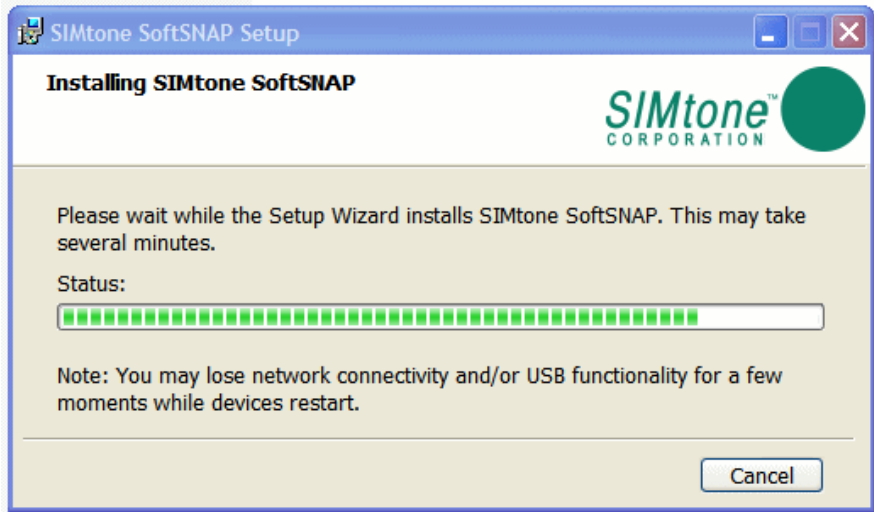 SIMtone SoftSNAP Setup
Installing SIMtone SoftSNAP
SIMtone™
CORPORATION
Please wait while the Setup Wizard installs SIMtone SoftSNAP. This may take
several minutes.
Status:
Note: You may lose network connectivity and/or USB functionality for a few
moments while devices restart.
Cancel